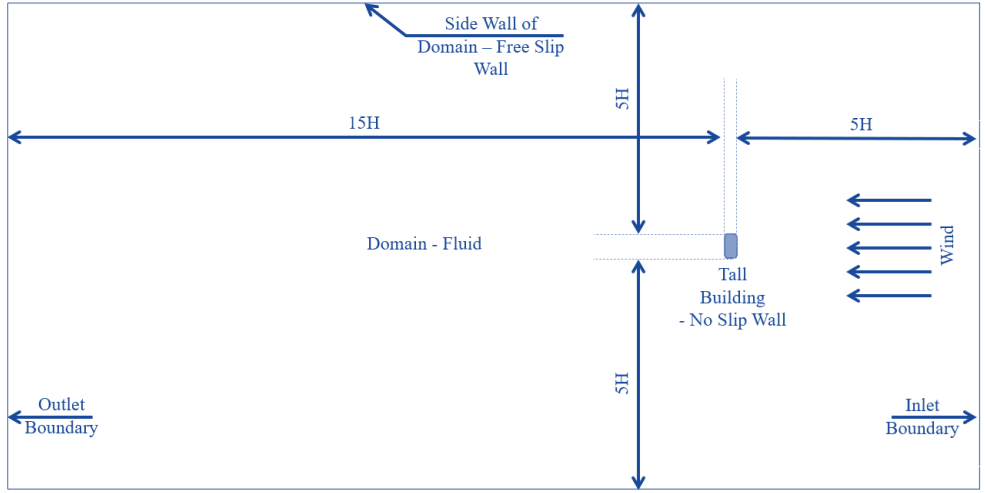 Side Wall of
Domain – Free Slip
Wall
5H
15H
5H
Domain - Fluid
Wind
Tall
Building
- No Slip Wall
5H
Outlet
Boundary
Inlet
Boundary